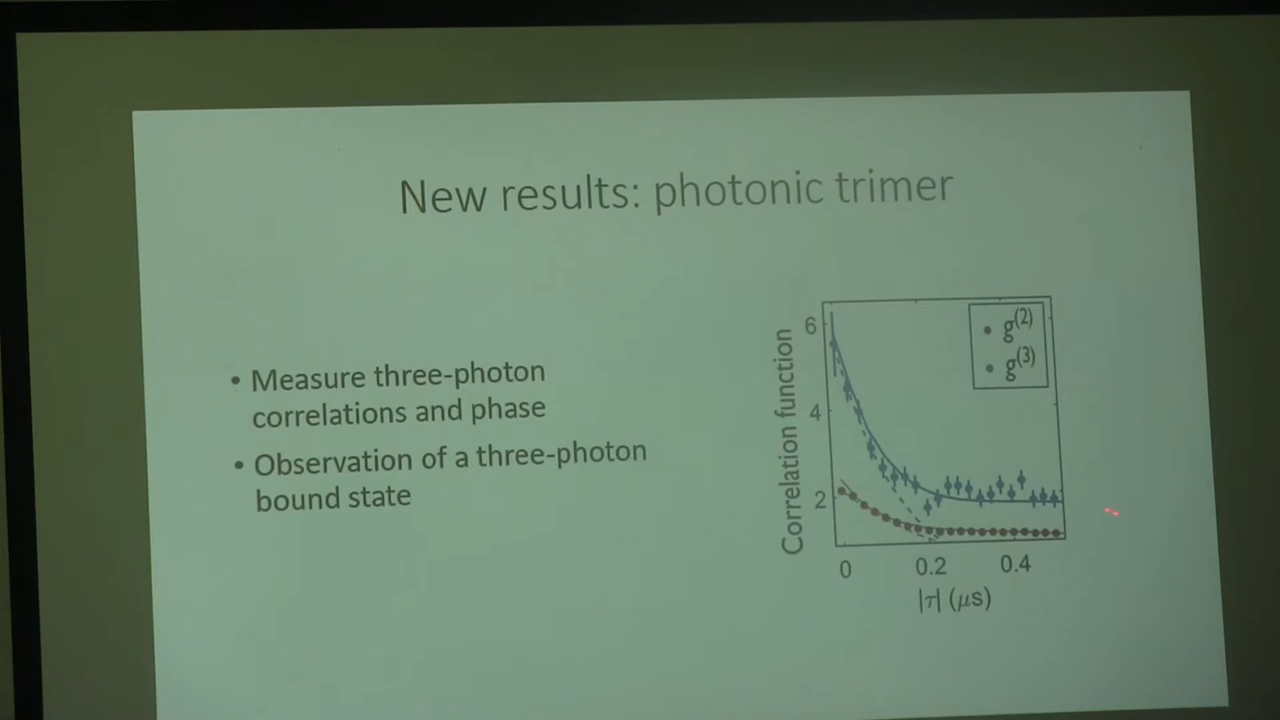 New results: photonic trimer
• Measure three-photon
correlations and phase
• Observation of a three-photon
bound state
Correlation function
6
4
2
g(2)
g(3)
0 0.2 0.4
|τ| (μs)